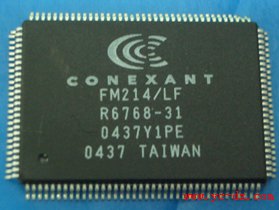 CONEXANT
FM214/LF
R6768-31
0437Y1PE
0437 TAIWAN